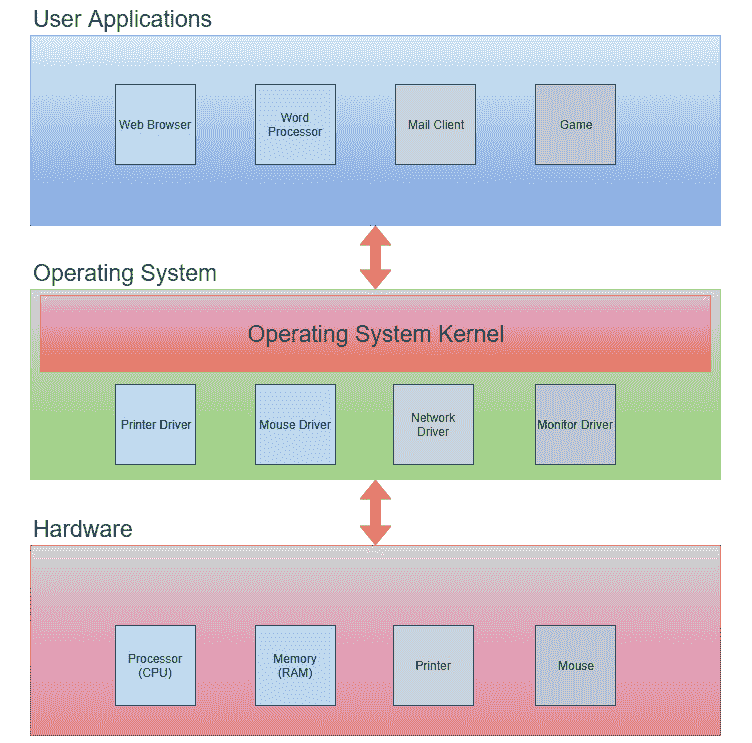 User Applications
Web Browser
Word
Processor
Mail Client
Game
Operating System
Operating System Kernel
Printer Driver
Mouse Driver
Network
Driver
Monitor Driver
Hardware
Processor
(CPU)
Memory
(RAM)
Printer
Mouse